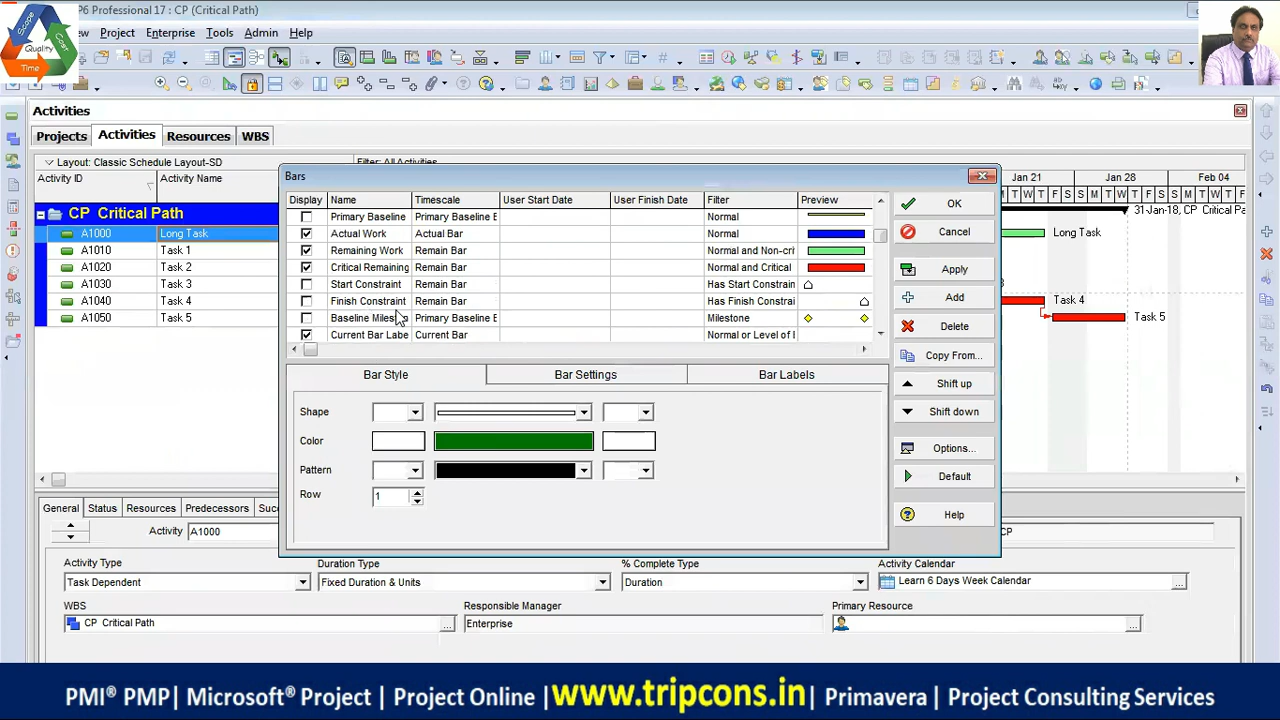 P6 Professional 17 : CP (Critical Path)
Scope
Quality
Cost
Time
Project Enterprise Tools Admin Help
Activities
Projects Activities Resources WBS
Layout: Classic Schedule Layout-SD
Filter: All Activities
Activity ID Activity Name
Jan 21 Jan 28 Feb 04
CP Critical Path
31-Jan-18, CP Critical Pa
A1000 Long Task
A1010 Task 1
A1020 Task 2
A1030 Task 3
A1040 Task 4
A1050 Task 5
Long Task
Task 4
Task 5
Bars
Display Name Timescale User Start Date User Finish Date Filter Preview
Primary Baseline Primary Baseline E Normal
Actual Work Actual Bar Normal
Remaining Work Remain Bar Normal and Non-cri
Critical Remaining Remain Bar Normal and Critical
Start Constraint Remain Bar Has Start Constrain
Finish Constraint Remain Bar Has Finish Constrai
Baseline Milest Primary Baseline E Milestone
Current Bar Labe Current Bar Normal or Level of E
OK
Cancel
Apply
Add
Delete
Copy From...
Shift up
Shift down
Options...
Default
Help
Bar Style Bar Settings Bar Labels
Shape
Color
Pattern
Row 1
General Status Resources Predecessors Succ
Activity A1000 CP
Activity Type Duration Type % Complete Type Activity Calendar
Task Dependent Fixed Duration & Units Duration Learn 6 Days Week Calendar
WBS Responsible Manager Primary Resource
CP Critical Path Enterprise
PMI® PMP| Microsoft® Project | Project Online |www.tripcons.in| Primavera | Project Consulting Services